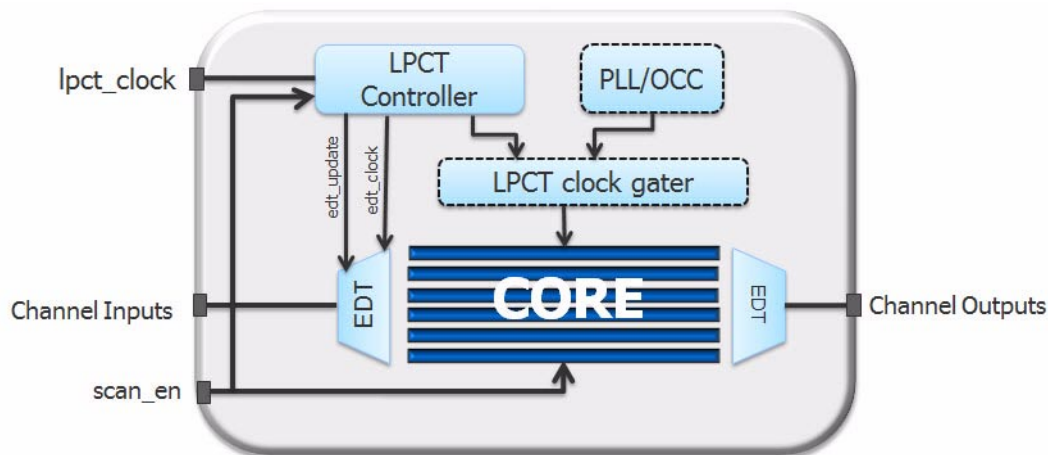 lpct_clock
LPCT
Controller
PLL/OCC
edt_update
edt_clock
LPCT clock gater
Channel Inputs
EDT
CORE
EDT
Channel Outputs
scan_en